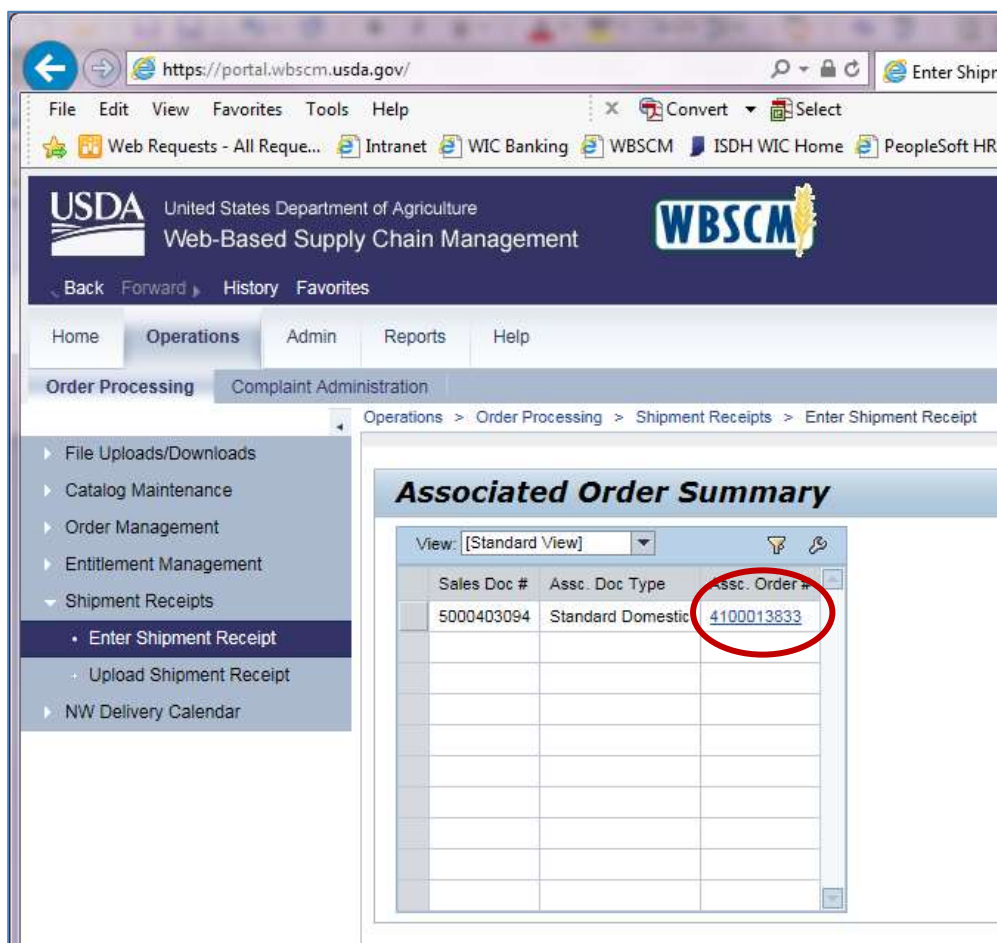 https://portal.wbscm.usda.gov/ Enter Shipr
File Edit View Favorites Tools Help Convert Select
Web Requests - All Reque... Intranet WIC Banking WBSCM ISDH WIC Home PeopleSoft HR
USDA United States Department of Agriculture
Web-Based Supply Chain Management
WBSCM
Back Forward History Favorites
Home Operations Admin Reports Help
Order Processing Complaint Administration
Operations > Order Processing > Shipment Receipts > Enter Shipment Receipt
File Uploads/Downloads
Catalog Maintenance
Order Management
Entitlement Management
Shipment Receipts
Enter Shipment Receipt
Upload Shipment Receipt
NW Delivery Calendar
Associated Order Summary
View: [Standard View]
Sales Doc # Assc. Doc Type Assc. Order #
5000403094 Standard Domestic 4100013833